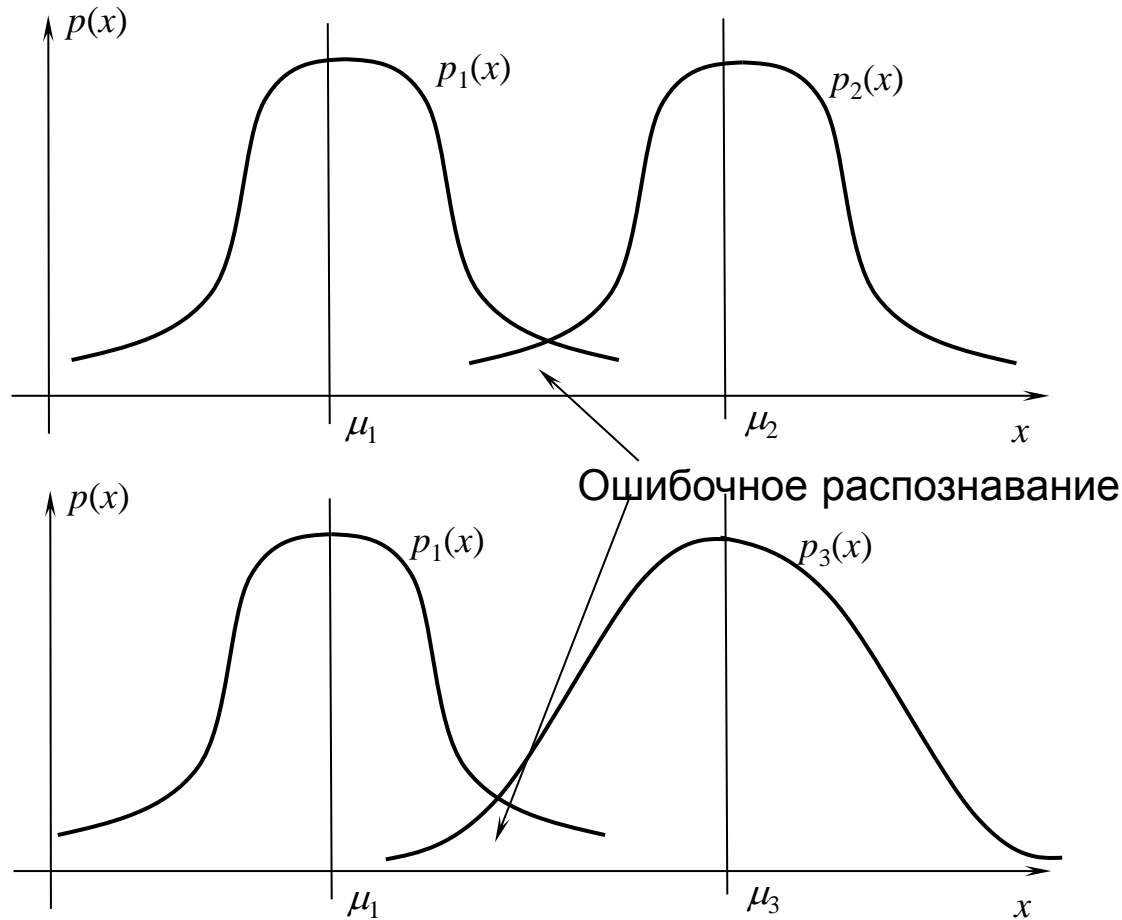 p(x)
p₁(x)
p₂(x)
μ₁
μ₂
x
Ошибочное распознавание
p(x)
p₁(x)
p₃(x)
μ₁
μ₃
x